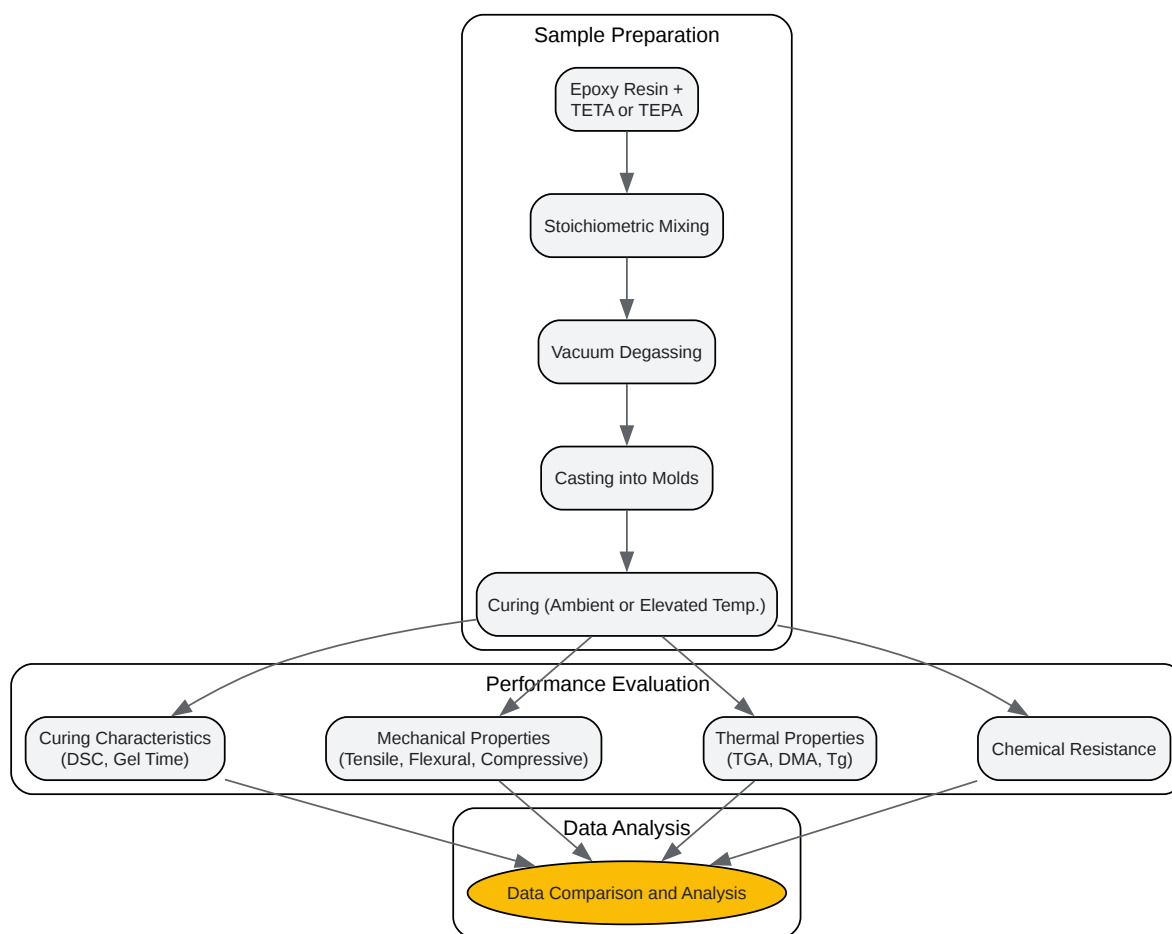 Sample Preparation
Epoxy Resin +
TETA or TEPA
Stoichiometric Mixing
Vacuum Degassing
Casting into Molds
Curing (Ambient or Elevated Temp.)
Performance Evaluation
Curing Characteristics
(DSC, Gel Time)
Mechanical Properties
(Tensile, Flexural, Compressive)
Thermal Properties
(TGA, DMA, Tg)
Chemical Resistance
Data Analysis
Data Comparison and Analysis